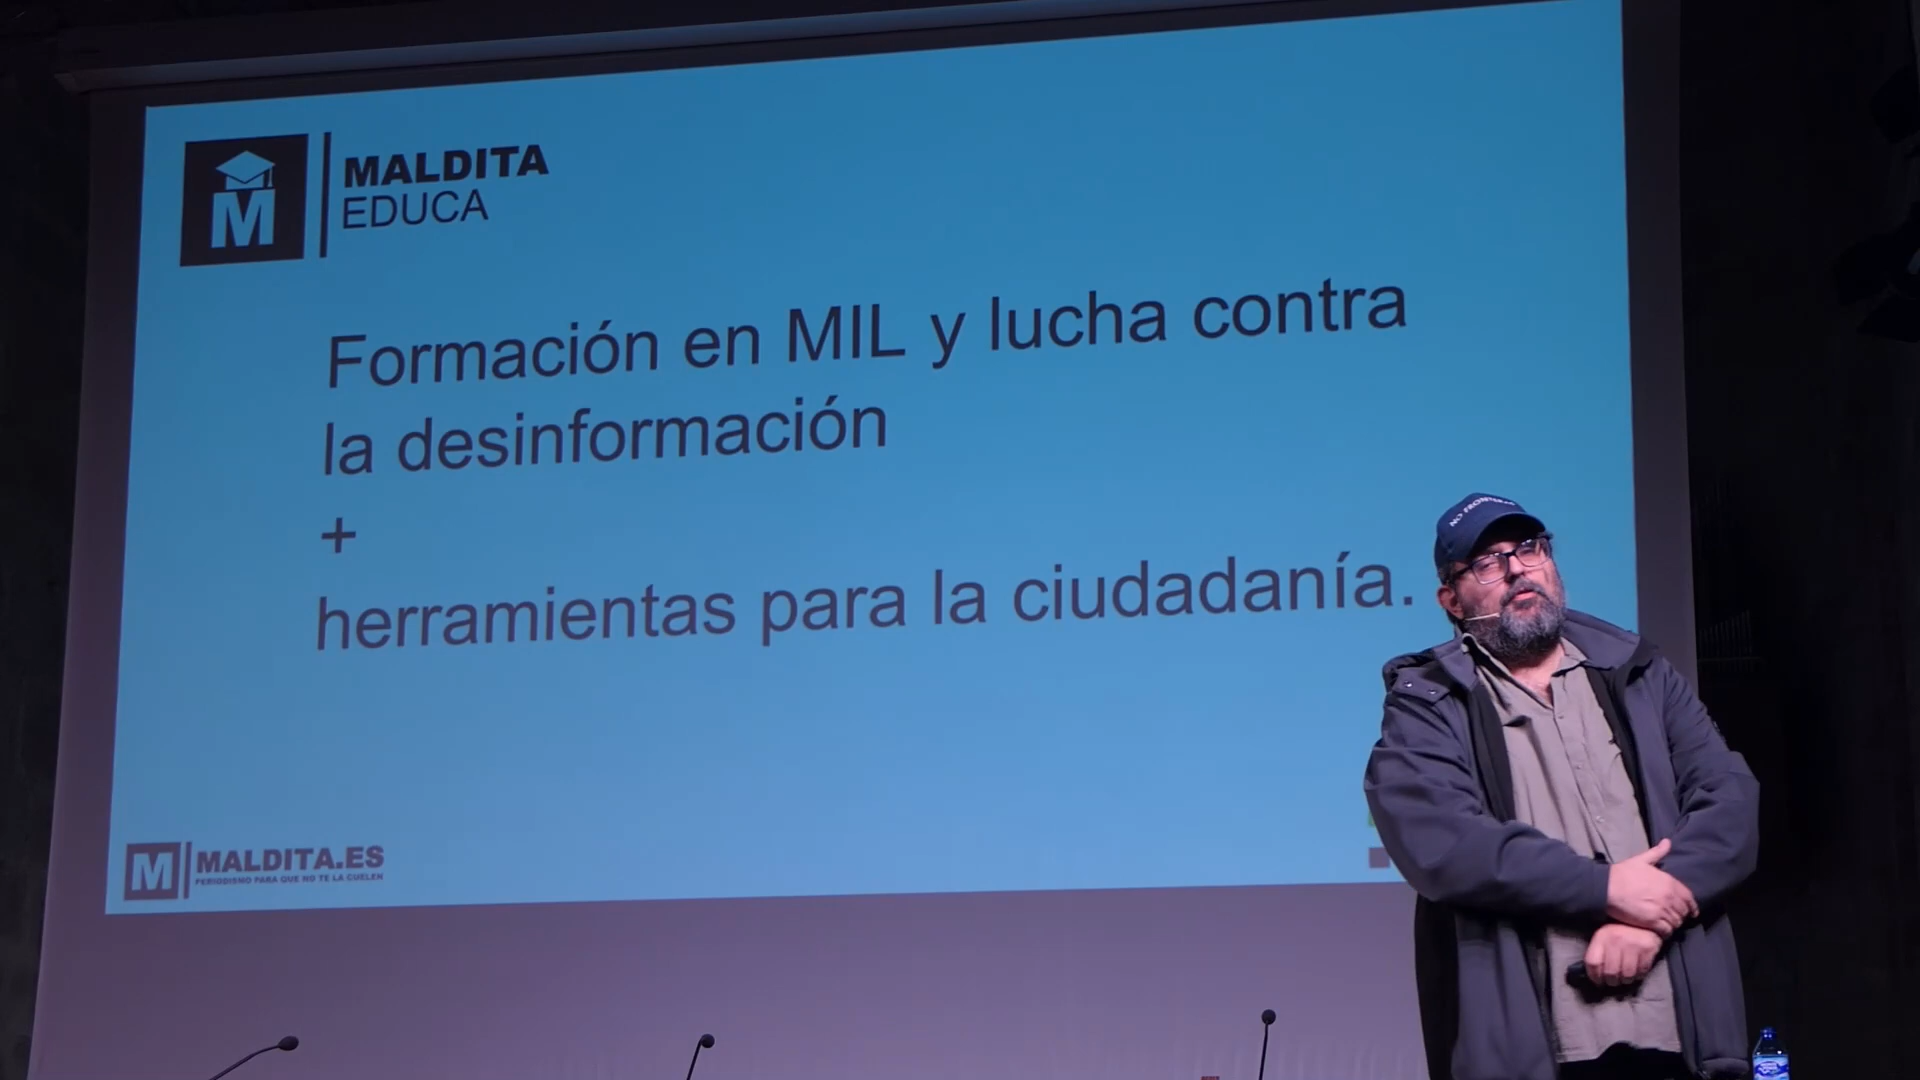 M
MALDITA
EDUCA
Formación en MIL y lucha contra
la desinformación
+
herramientas para la ciudadanía.
NO
M
MALDITA.ES
PERIODISMO PARA QUE NO TE LA CUELEN